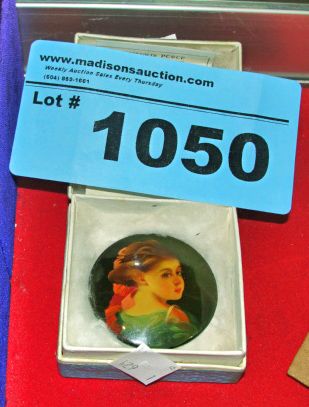 www.madisonsauction.com
Weekly Auction Sales Every Thursday
Lot #
1050